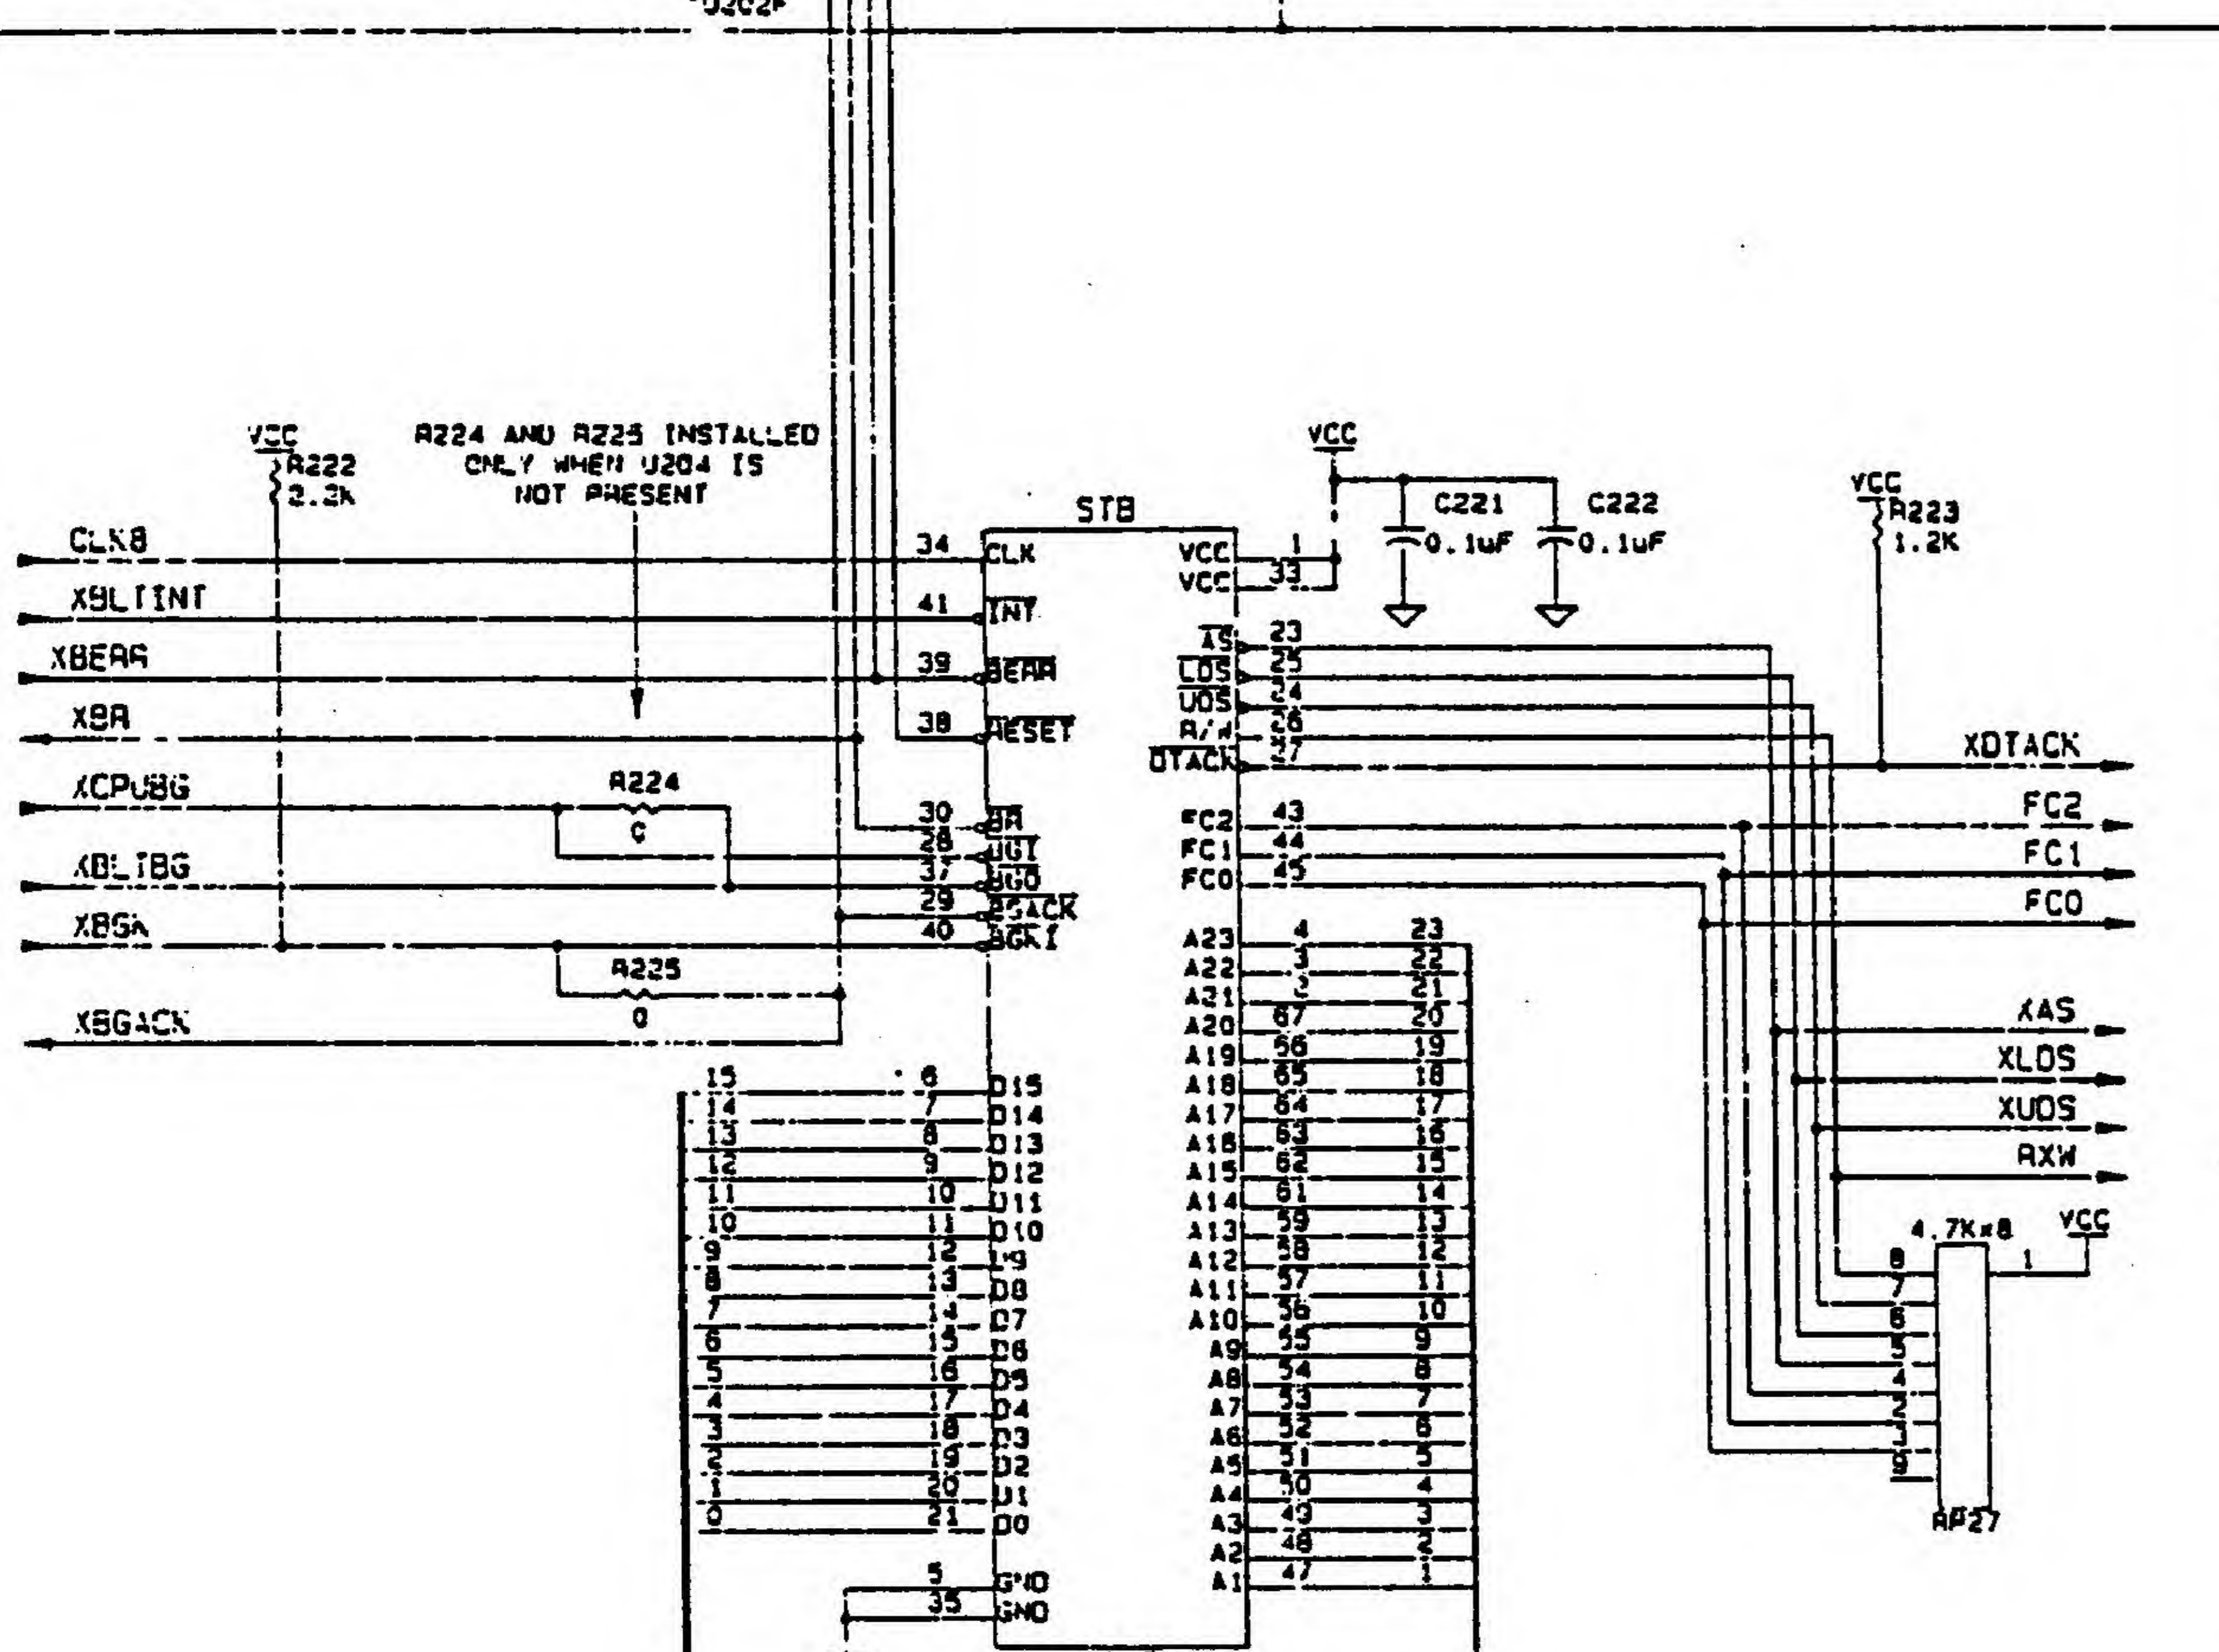 U202F
VCC
R222
2.2K
R224 AND R225 INSTALLED
ONLY WHEN U204 IS
NOT PRESENT
CLK8
XBLTINT
XBERR
XBR
XCPUBG
XBLTBG
XBGK
XBGACK
R224
0
R225
0
STB
34 CLK
41 INT
39 BERR
38 RESET
30 BR
28 BGI
37 BGO
29 BGACK
40 BGKI
15 6 D15
14 7 D14
13 8 D13
12 9 D12
11 10 D11
10 11 D10
9 12 D9
8 13 D8
7 14 D7
6 15 D6
5 16 D5
4 17 D4
3 18 D3
2 19 D2
1 20 D1
0 21 D0
5 GND
35 GND
VCC
C221
0.1uF
C222
0.1uF
VCC 1
VCC 33
AS 23
LDS 25
UDS 24
R/W 26
DTACK 27
FC2 43
FC1 44
FC0 45
A23 4 23
A22 3 22
A21 2 21
A20 67 20
A19 66 19
A18 65 18
A17 64 17
A16 63 16
A15 62 15
A14 61 14
A13 59 13
A12 58 12
A11 57 11
A10 56 10
A9 55 9
A8 54 8
A7 53 7
A6 52 6
A5 51 5
A4 50 4
A3 3
A2 48 2
A1 47 1
VCC
R223
1.2K
XDTACK
FC2
FC1
FC0
XAS
XLDS
XUDS
RXW
4.7Kx8
VCC
1
8
7
6
5
4
2
9
RP27